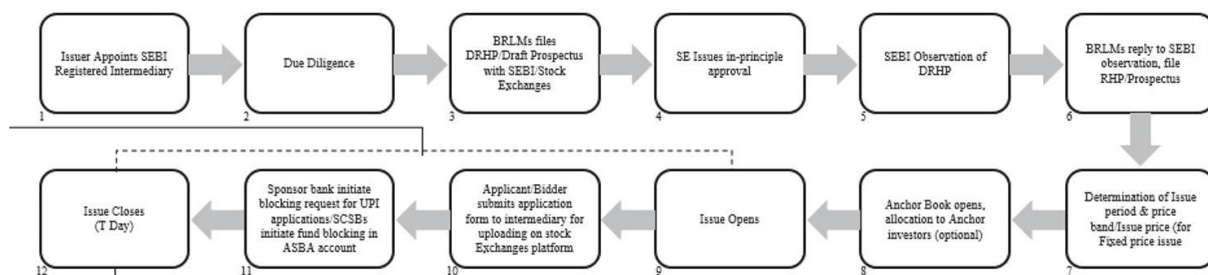 Issuer Appoints SEBI
Registered Intermediary
1
Due Diligence
2
BRLMs files
DRHP/Draft Prospectus
with SEBI/Stock
Exchanges
3
SE Issues in-principle
approval
4
SEBI Observation of
DRHP
5
BRLMs reply to SEBI
observation, file
RHP/Prospectus
6
Determination of Issue
period & price
band/Issue price (for
Fixed price issue
7
Anchor Book opens,
allocation to Anchor
investors (optional)
8
Issue Opens
9
Applicant/Bidder
submits application
form to intermediary for
uploading on stock
Exchanges platform
10
Sponsor bank initiate
blocking request for UPI
applications/SCSBs
initiate fund blocking in
ASBA account
11
Issue Closes
(T Day)
12